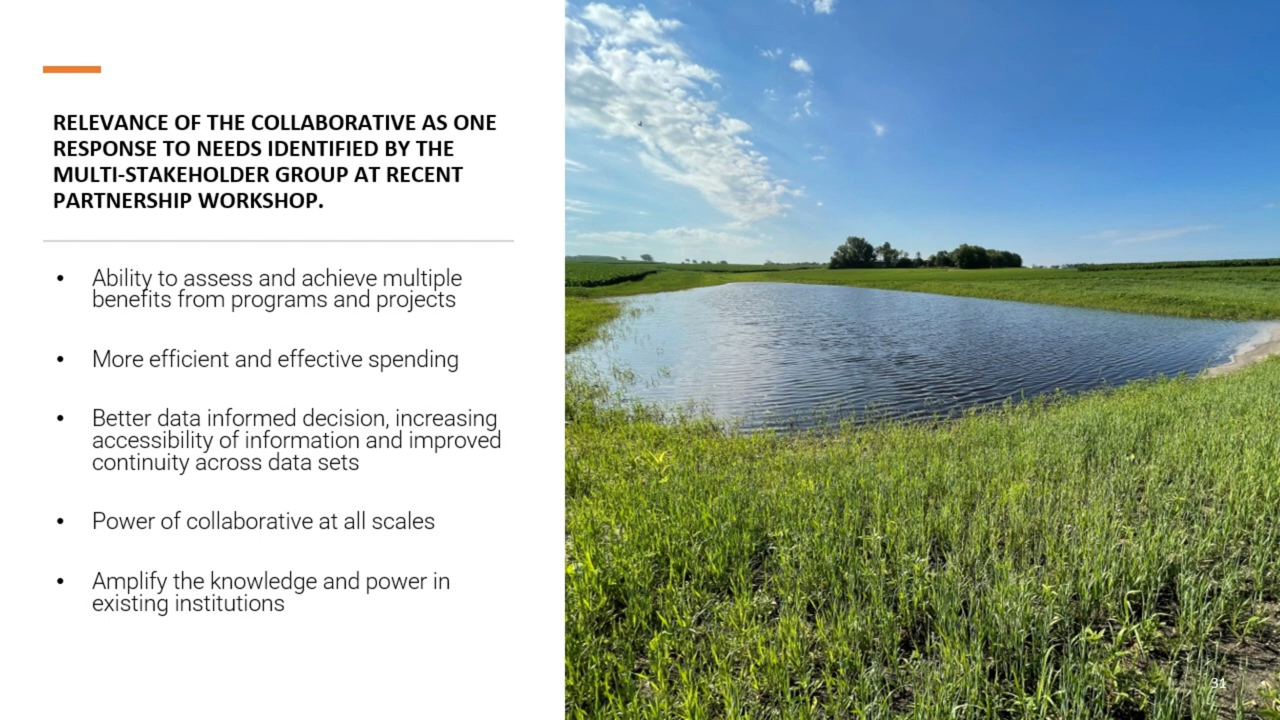 RELEVANCE OF THE COLLABORATIVE AS ONE
RESPONSE TO NEEDS IDENTIFIED BY THE
MULTI-STAKEHOLDER GROUP AT RECENT
PARTNERSHIP WORKSHOP.
• Ability to assess and achieve multiple
benefits from programs and projects
• More efficient and effective spending
• Better data informed decision, increasing
accessibility of information and improved
continuity across data sets
• Power of collaborative at all scales
• Amplify the knowledge and power in
existing institutions
31